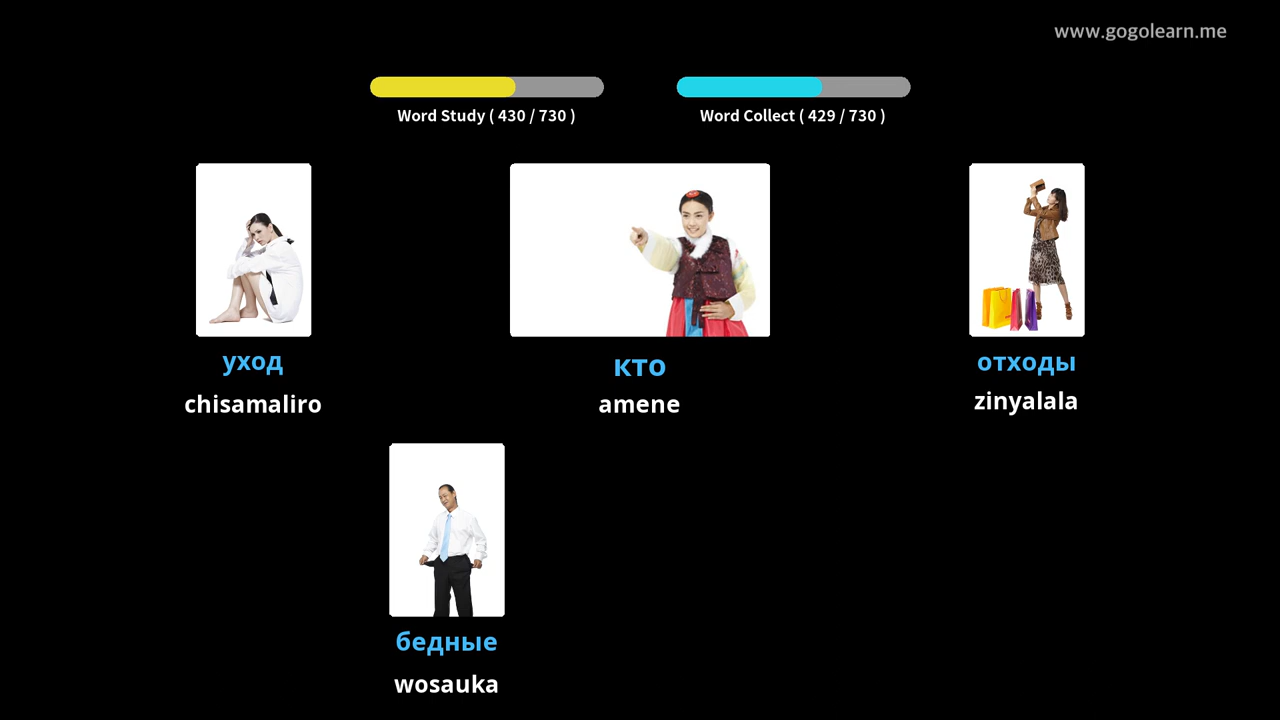 www.gogolearn.me
Word Study ( 430 / 730 )
Word Collect ( 429 / 730 )
уход
chisamaliro
кто
amene
отходы
zinyalala
бедные
wosauka